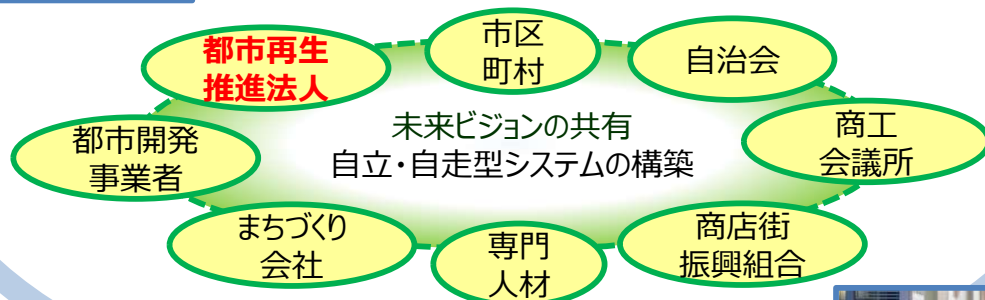 都市再生
推進法人
市区
町村
自治会
都市開発
事業者
未来ビジョンの共有
自立・自走型システムの構築
商工
会議所
まちづくり
会社
専門
人材
商店街
振興組合